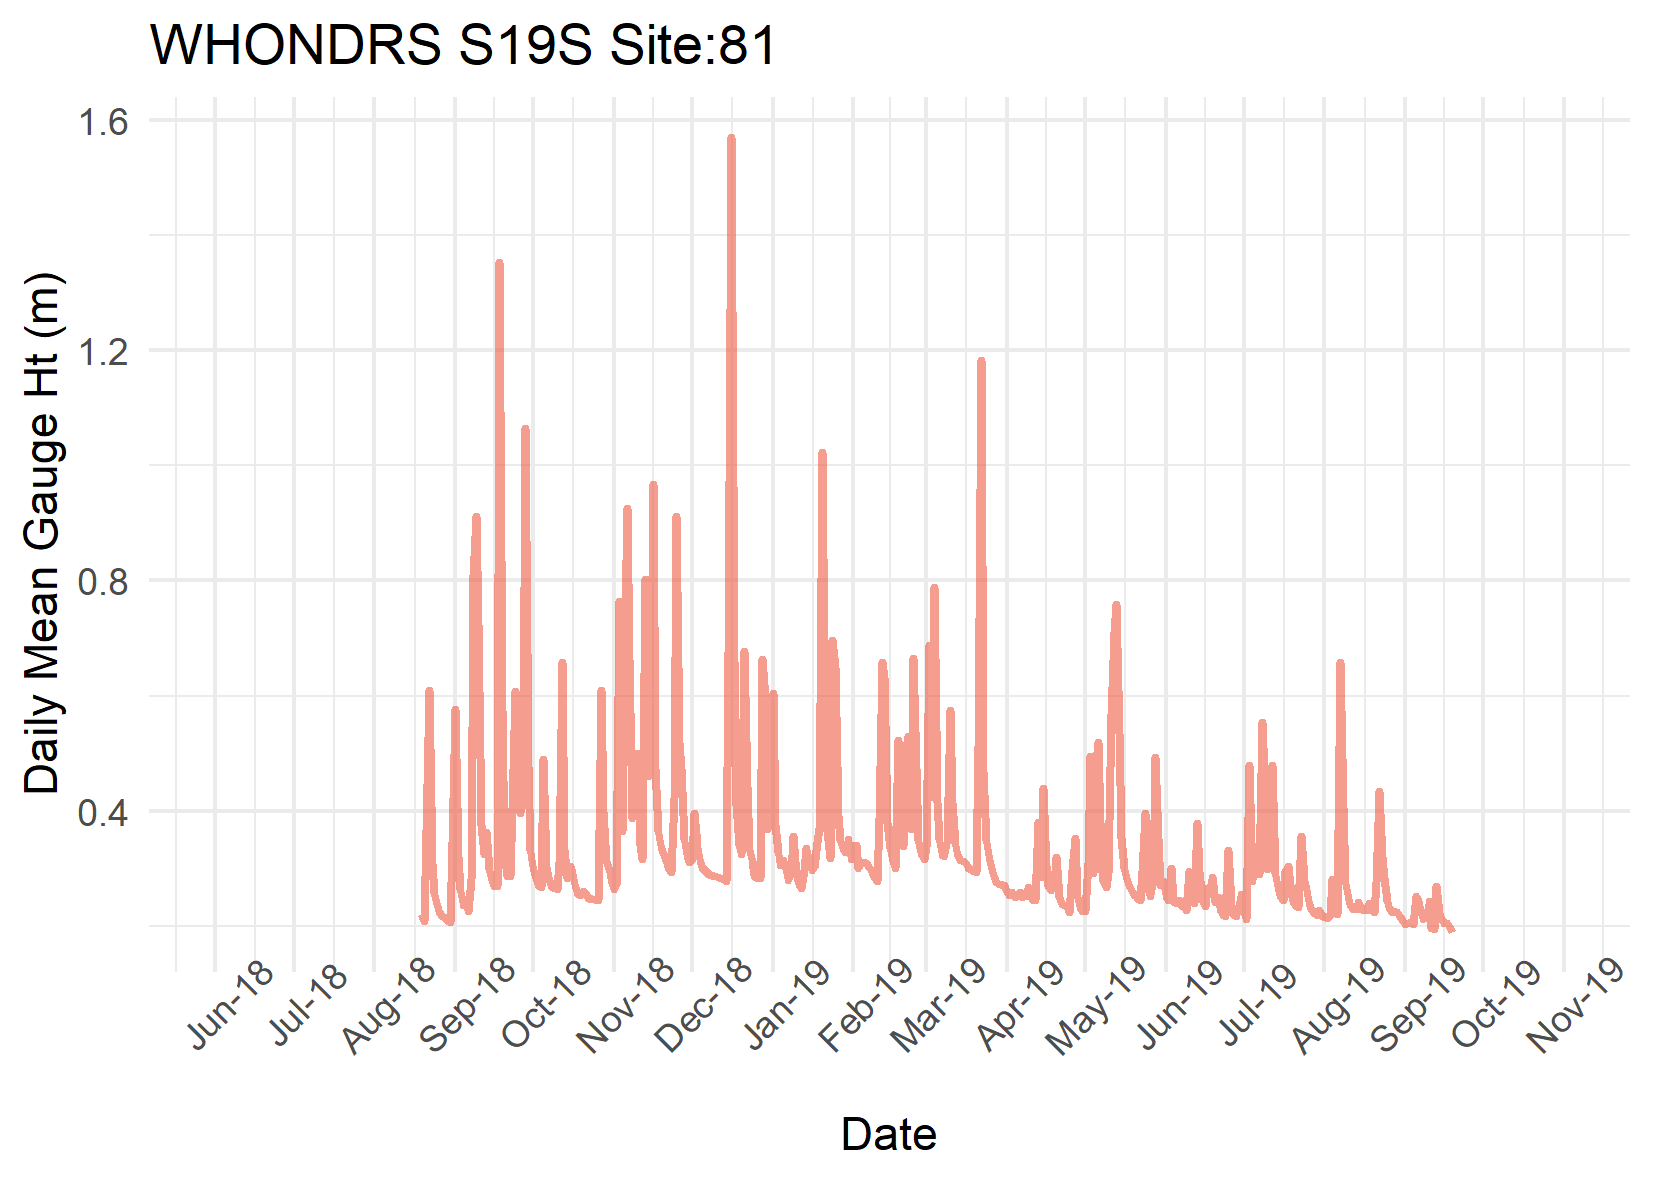 WHONDRS S19S Site:81
Daily Mean Gauge Ht (m)
1.6
1.2
0.8
0.4
Jun-18
Jul-18
Aug-18
Sep-18
Oct-18
Nov-18
Dec-18
Jan-19
Feb-19
Mar-19
Apr-19
May-19
Jun-19
Jul-19
Aug-19
Sep-19
Oct-19
Nov-19
Date